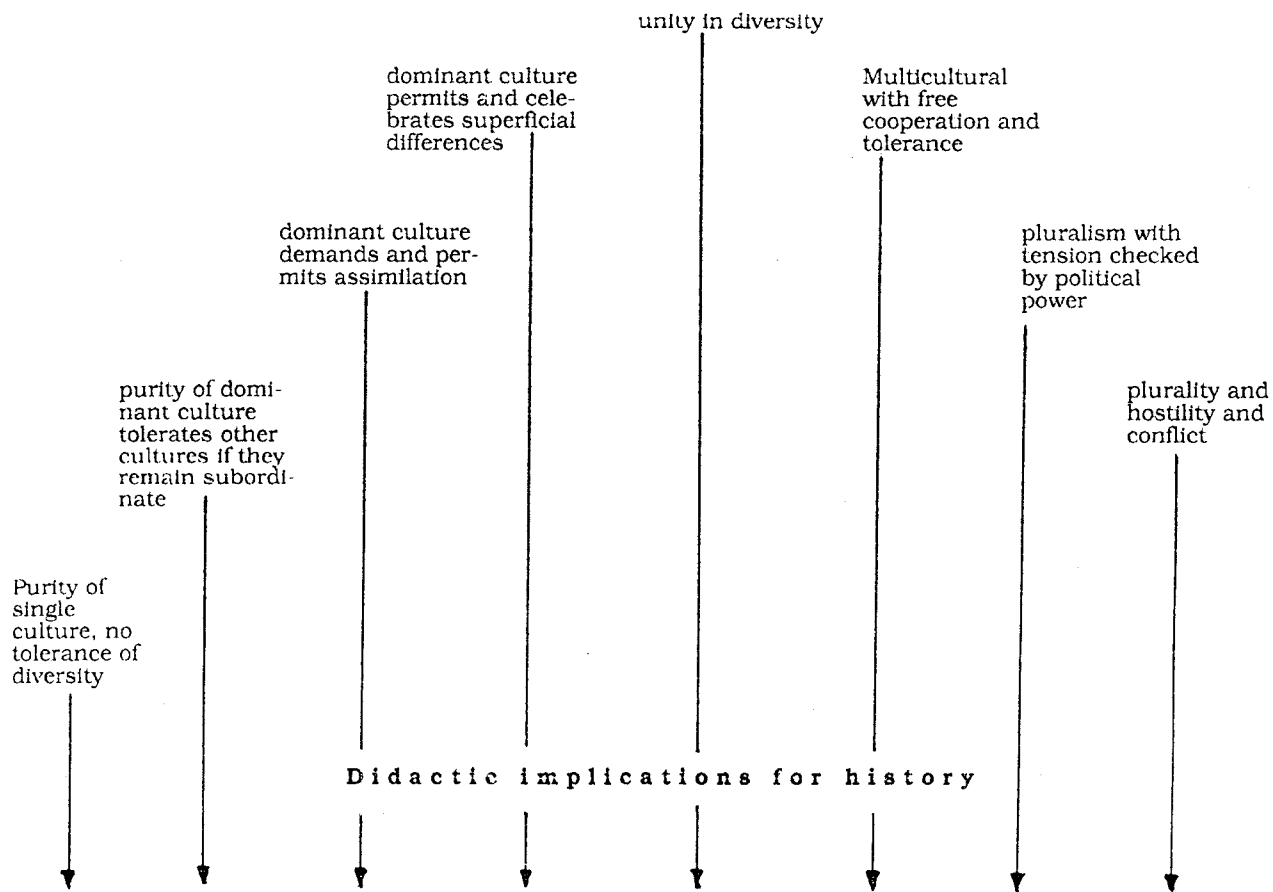 unity in diversity
dominant culture
permits and cele-
brates superficial
differences
Multicultural
with free
cooperation and
tolerance
dominant culture
demands and per-
mits assimilation
pluralism with
tension checked
by political
power
purity of domi-
nant culture
tolerates other
cultures if they
remain subordi-
nate
plurality and
hostility and
conflict
Purity of
single
culture, no
tolerance of
diversity
Didactic implications for history